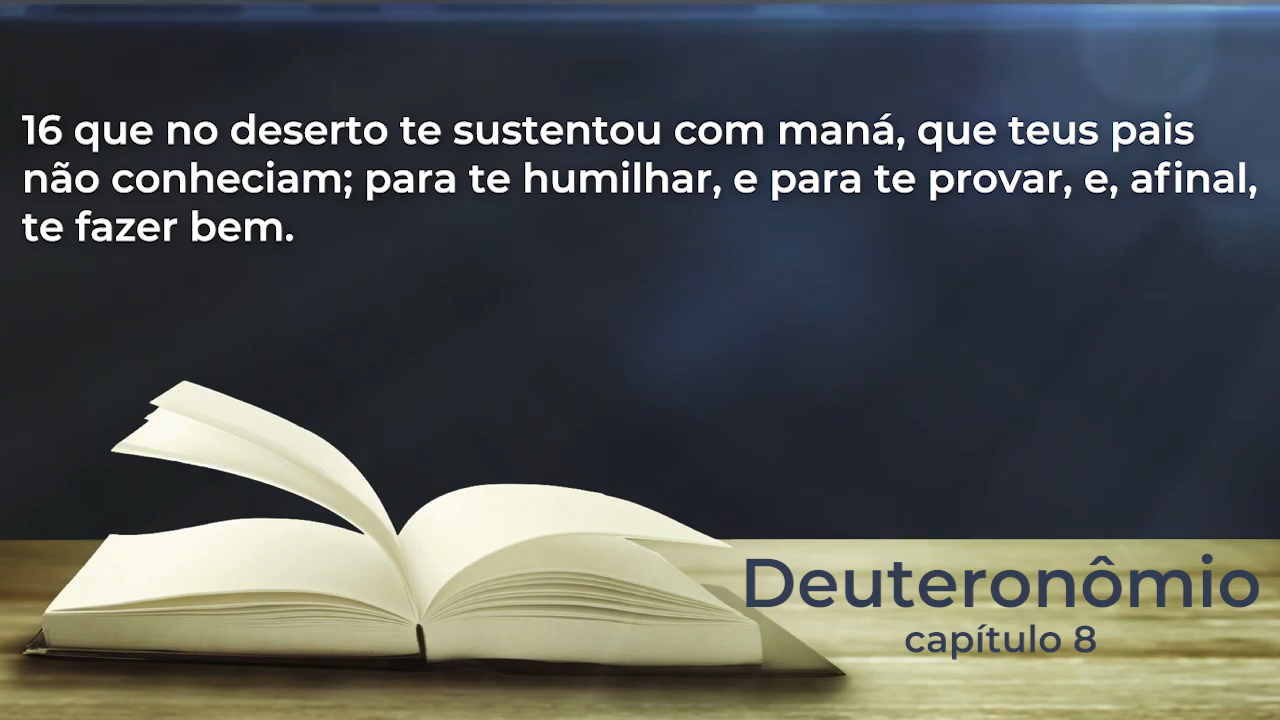 16 que no deserto te sustentou com maná, que teus pais
não conheciam; para te humilhar, e para te provar, e, afinal,
te fazer bem.
Deuteronômio
capítulo 8